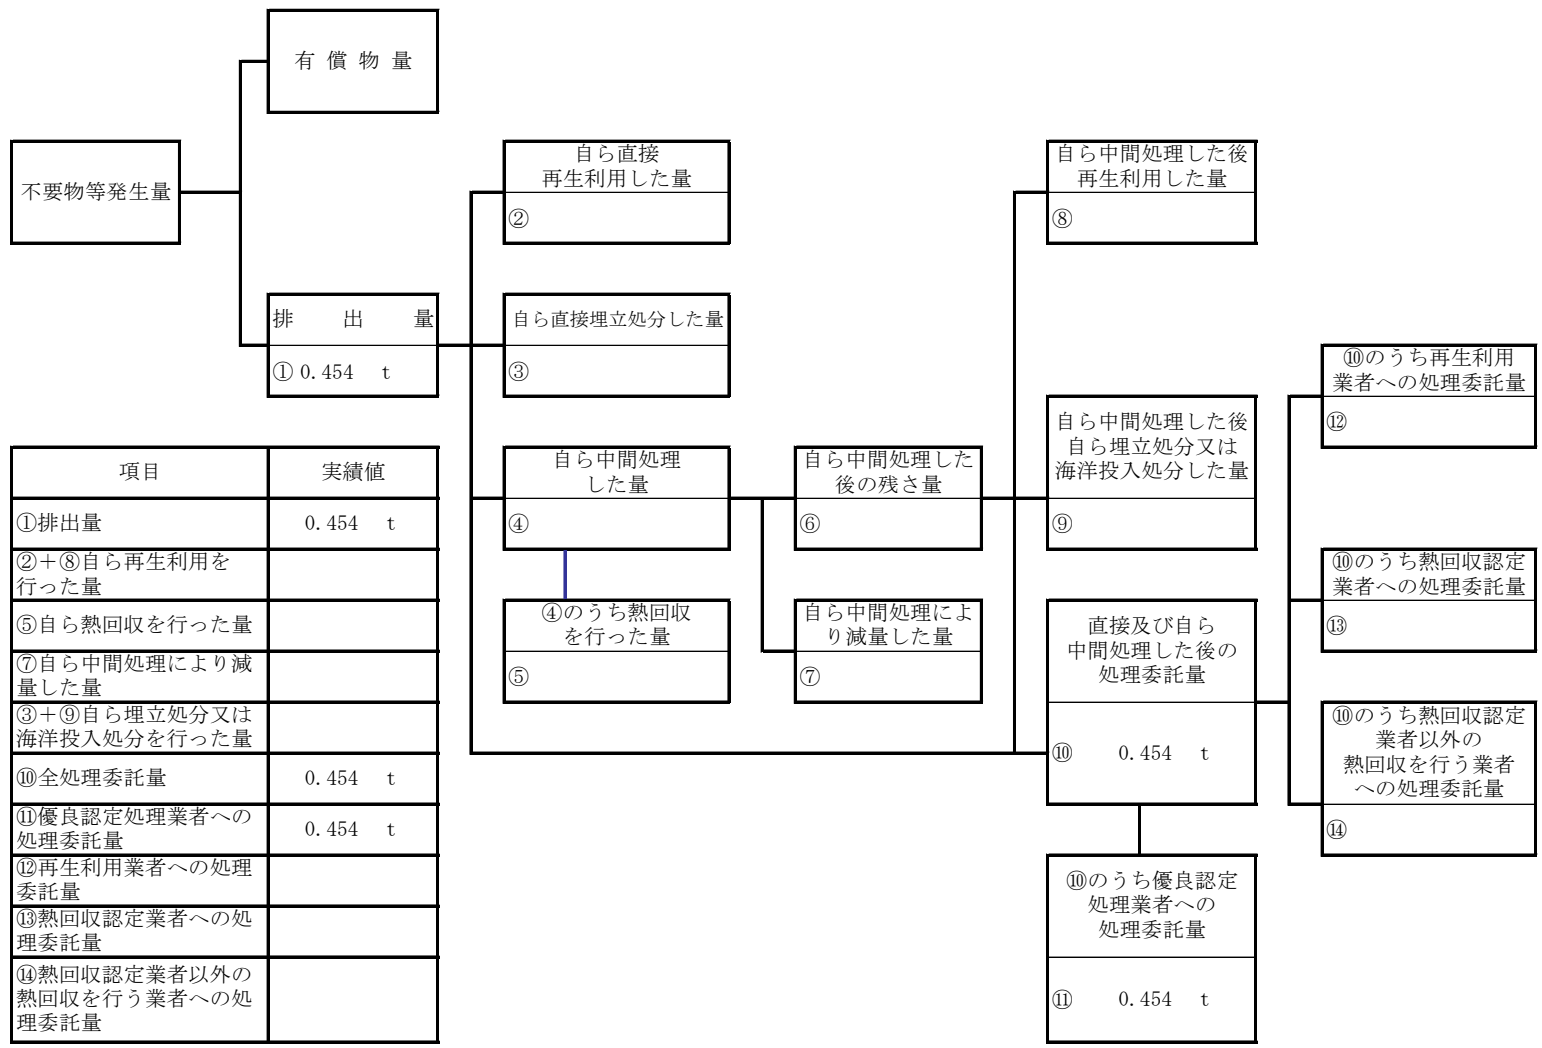 有 償 物 量
不要物等発生量
自ら直接
再生利用した量
②
自ら中間処理した後
再生利用した量
⑧
排 出 量
①0.454 t
自ら直接埋立処分した量
③
⑩のうち再生利用
業者への処理委託量
⑫
自ら中間処理した後
自ら埋立処分又は
海洋投入処分した量
⑨
自ら中間処理
した量
④
自ら中間処理した
後の残さ量
⑥
⑩のうち熱回収認定
業者への処理委託量
⑬
④のうち熱回収
を行った量
⑤
自ら中間処理によ
り減量した量
⑦
直接及び自ら
中間処理した後の
処理委託量
⑩ 0.454 t
⑩のうち熱回収認定
業者以外の
熱回収を行う業者
への処理委託量
⑭
⑩のうち優良認定
処理業者への
処理委託量
⑪ 0.454 t
項目 実績値
①排出量 0.454 t
②＋⑧自ら再生利用を
行った量
⑤自ら熱回収を行った量
⑦自ら中間処理により減
量した量
③＋⑨自ら埋立処分又は
海洋投入処分を行った量
⑩全処理委託量 0.454 t
⑪優良認定処理業者への
処理委託量 0.454 t
⑫再生利用業者への処理
委託量
⑬熱回収認定業者への処
理委託量
⑭熱回収認定業者以外の
熱回収を行う業者への処
理委託量